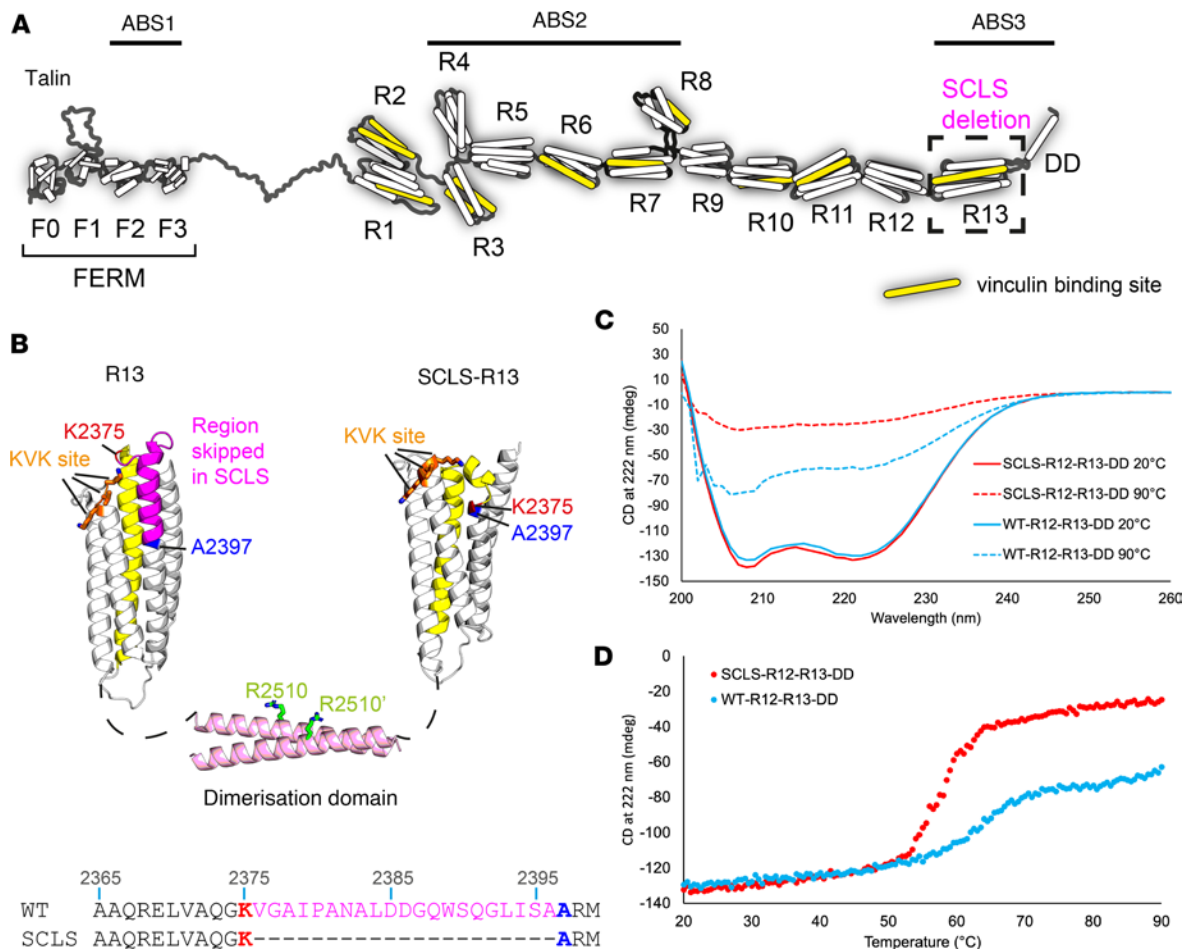 A
ABS1
ABS2
ABS3
Talin
R4
R2
R5
R6
R8
SCLS
deletion
DD
F0 F1 F2 F3
R1
R3
R7
R9
R10
R11
R12
R13
FERM
vinculin binding site
B
R13
SCLS-R13
K2375
KVK site
Region
skipped
in SCLS
A2397
KVK site
K2375
A2397
R2510
R2510'
Dimerisation domain
2365 2375 2385 2395
WT AAQRELVAQGKVGAIPANALDDGQWSQGLISAARM
SCLS AAQRELVAQGK---------------------ARM
C
CD at 222 nm (mdeg)
50
30
10
-10
-30
-50
-70
-90
-110
-130
-150
200 210 220 230 240 250 260
Wavelength (nm)
SCLS-R12-R13-DD 20°C
SCLS-R12-R13-DD 90°C
WT-R12-R13-DD 20°C
WT-R12-R13-DD 90°C
D
CD at 222 nm (mdeg)
0
-20
-40
-60
-80
-100
-120
-140
20 30 40 50 60 70 80 90
Temperature (°C)
SCLS-R12-R13-DD
WT-R12-R13-DD